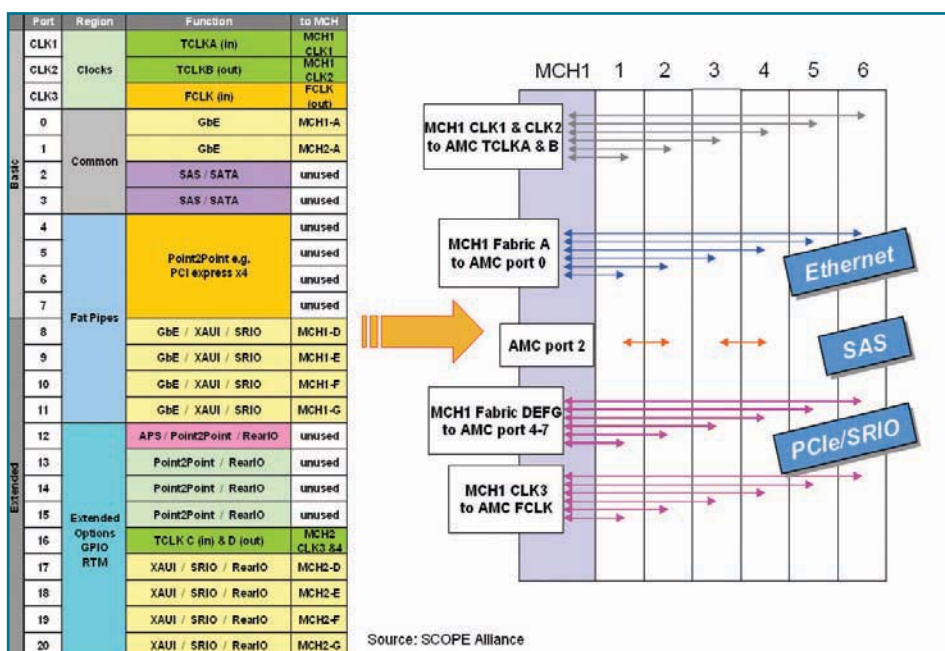 Port Region Function to MCH
CLK1 TCLKA (in) MCH1 CLK1
CLK2 Clocks TCLKB (out) MCH1 CLK2
CLK3 FCLK (in) FCLK (out)
Basic
0 GbE MCH1-A
1 GbE MCH2-A
Common
2 SAS / SATA unused
3 SAS / SATA unused
4 unused
5 unused
Point2Point e.g.
PCI express x4
6 unused
7 unused
Fat Pipes
8 GbE / XAUI / SRIO MCH1-D
9 GbE / XAUI / SRIO MCH1-E
10 GbE / XAUI / SRIO MCH1-F
11 GbE / XAUI / SRIO MCH1-G
Extended
12 APS / Point2Point / RearIO unused
13 Point2Point / RearIO unused
14 Point2Point / RearIO unused
15 Point2Point / RearIO unused
Extended
Options
GPIO
RTM
16 TCLK C (in) & D (out) MCH2 CLK3 &4
17 XAUI / SRIO / RearIO MCH2-D
18 XAUI / SRIO / RearIO MCH2-E
19 XAUI / SRIO / RearIO MCH2-F
20 XAUI / SRIO / RearIO MCH2-G
MCH1 1 2 3 4 5 6
MCH1 CLK1 & CLK2
to AMC TCLKA & B
MCH1 Fabric A
to AMC port 0
Ethernet
AMC port 2
SAS
MCH1 Fabric DEFG
to AMC port 4-7
PCIe/SRIO
MCH1 CLK3
to AMC FCLK
Source: SCOPE Alliance